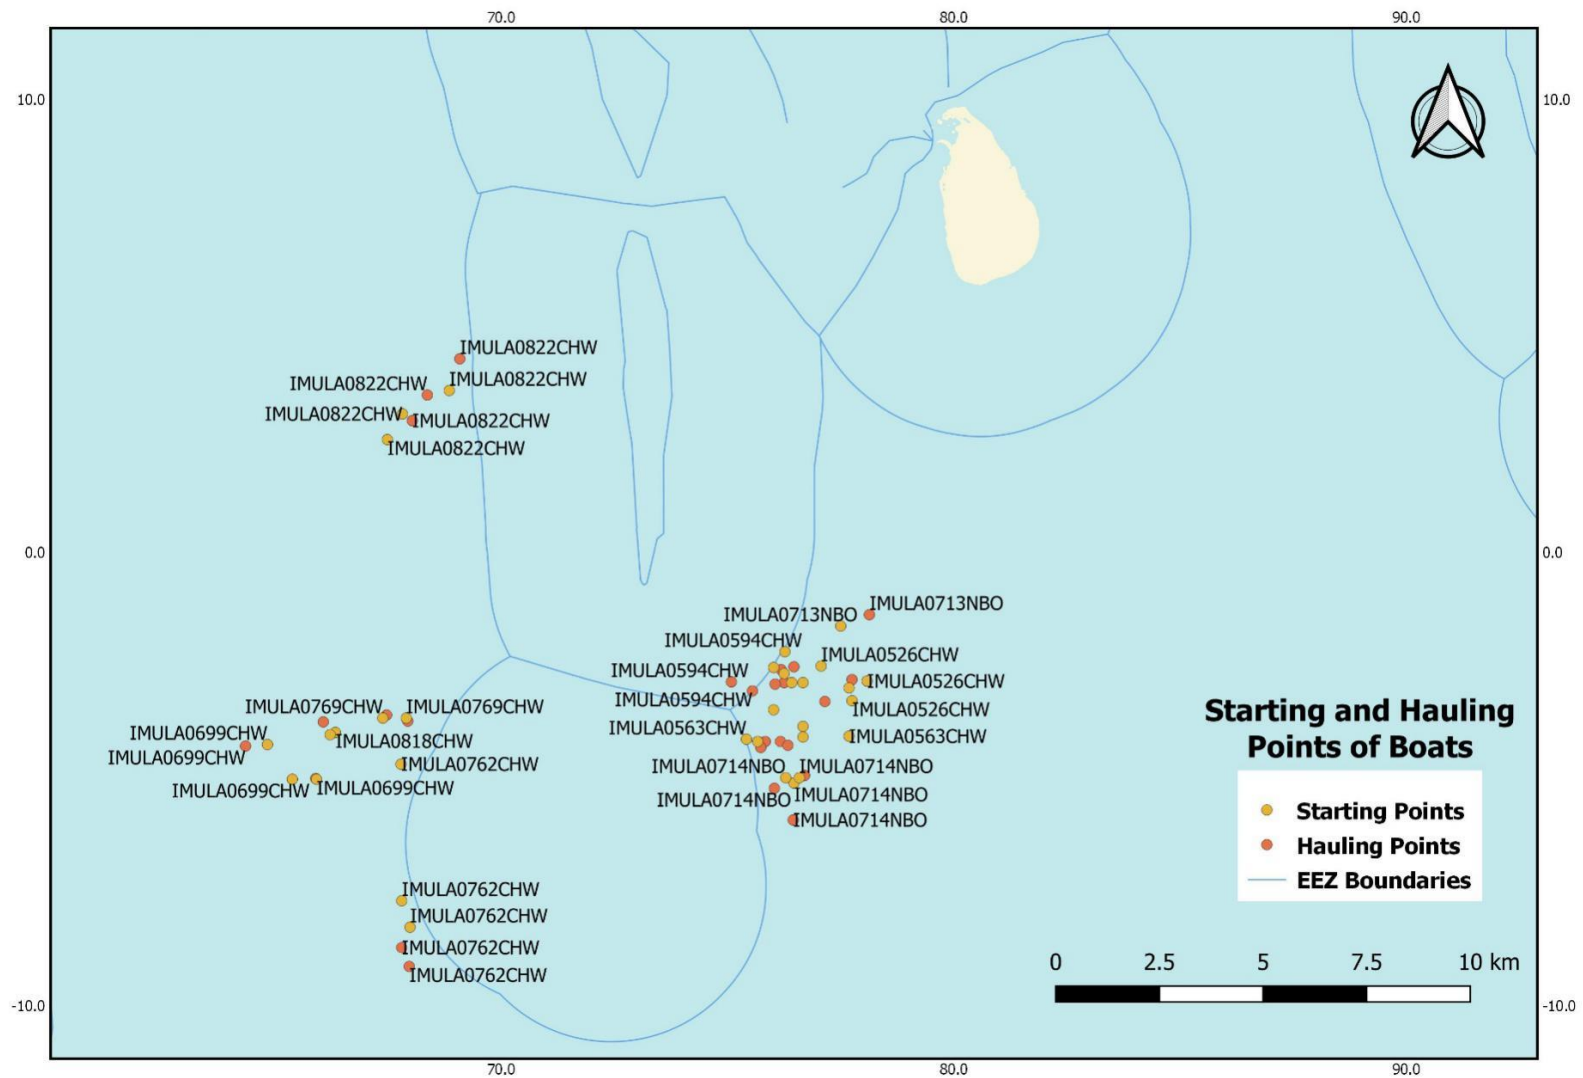 70.0
80.0
90.0
10.0
10.0
IMULA0822CHW
IMULA0822CHW
IMULA0822CHW
IMULA0822CHW
IMULA0822CHW
IMULA0822CHW
0.0
0.0
IMULA0713NBO
IMULA0713NBO
IMULA0594CHW
IMULA0526CHW
IMULA0594CHW
IMULA0526CHW
IMULA0594CHW
IMULA0526CHW
IMULA0563CHW
IMULA0563CHW
IMULA0769CHW
IMULA0769CHW
IMULA0699CHW
IMULA0818CHW
IMULA0699CHW
IMULA0762CHW
IMULA0699CHW
IMULA0699CHW
IMULA0714NBO
IMULA0714NBO
IMULA0714NBO
IMULA0714NBO
IMULA0714NBO
Starting and Hauling
Points of Boats
Starting Points
Hauling Points
EEZ Boundaries
IMULA0762CHW
IMULA0762CHW
IMULA0762CHW
IMULA0762CHW
0 2.5 5 7.5 10 km
-10.0
-10.0
70.0
80.0
90.0